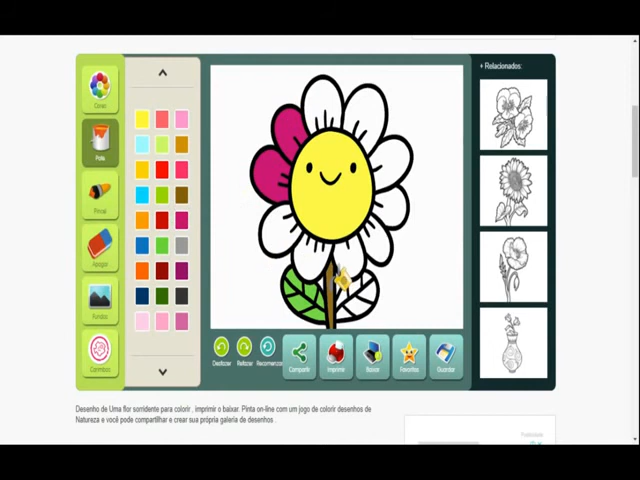 + Relacionados:
Cores
Pote
Pincel
Apagar
Fundos
Carimbos
Desfazer
Refazer
Recomenzar
Compartir
Imprimir
Baixar
Favoritos
Guardar
Desenho de Uma flor sorridente para colorir , imprimir o baixar. Pinta on-line com um jogo de colorir desenhos de
Natureza e você pode compartilhar e crear sua própria galeria de desenhos .